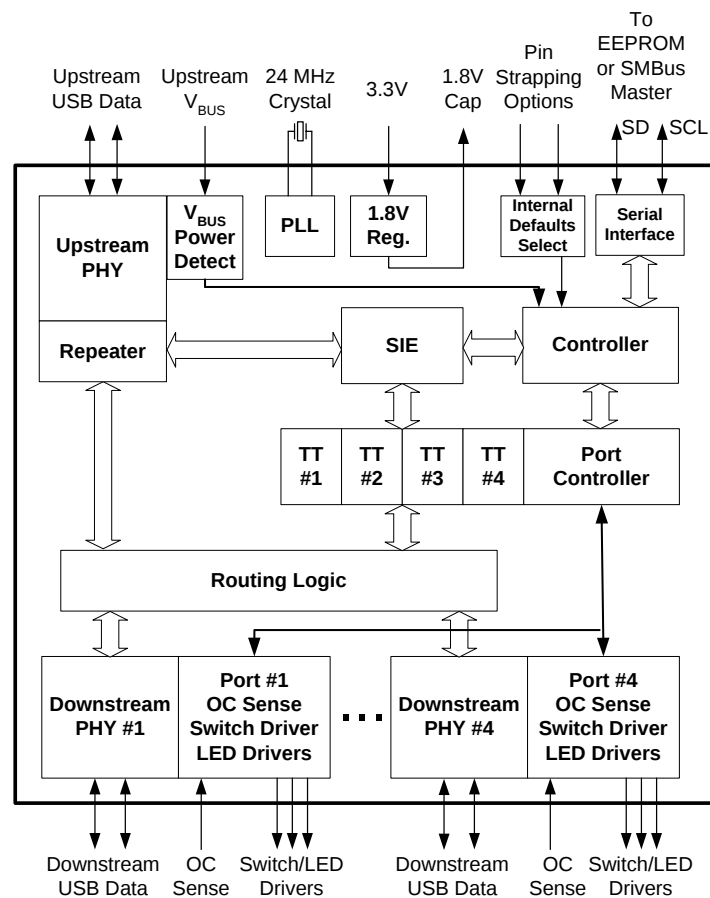 To
EEPROM
or SMBus
Master
Upstream
USB Data
Upstream
VBUS
24 MHz
Crystal
3.3V
1.8V
Cap
Pin
Strapping
Options
SD
SCL
Upstream
PHY
VBUS
Power
Detect
PLL
1.8V
Reg.
Internal
Defaults
Select
Serial
Interface
Repeater
SIE
Controller
TT
#1
TT
#2
TT
#3
TT
#4
Port
Controller
Routing Logic
Downstream
PHY #1
Port #1
OC Sense
Switch Driver
LED Drivers
...
Downstream
PHY #4
Port #4
OC Sense
Switch Driver
LED Drivers
Downstream
USB Data
OC
Sense
Switch/LED
Drivers
Downstream
USB Data
OC
Sense
Switch/LED
Drivers